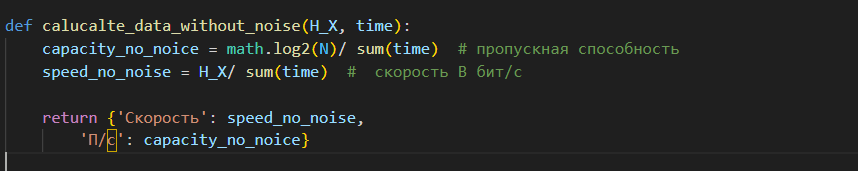 def calucalte_data_without_noise(H_X, time):
    capacity_no_noice = math.log2(N)/ sum(time)  # пропускная способность
    speed_no_noise = H_X/ sum(time)  #  скорость В бит/с
    return {'Скорость': speed_no_noise,
        'П/с': capacity_no_noice}